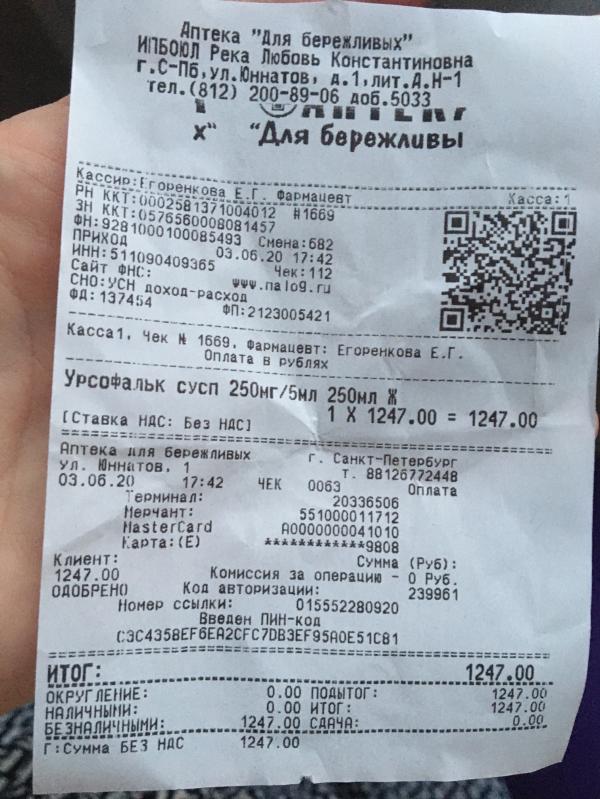 Аптека "Для бережливых"
ИПБОЮЛ Река Любовь Константиновна
г.С-Пб,ул.Юннатов, д.1,лит.Д.Н-1
тел.(812) 200-89-06 доб.5033
х" "Для бережливы
Кассир:Егоренкова Е.Г. Фармацевт Касса:1
РН ККТ:0002581371004012 #1669
ЗН ККТ:0576560008081457
ФН:9281000100085493 Смена:682
ПРИХОД 03.06.20 17:42
ИНН:511090409365 Чек:112
Сайт ФНС: www.nalog.ru
СНО:УСН доход-расход
ФД:137454 ФП:2123005421
Касса1, Чек № 1669, Фармацевт: Егоренкова Е.Г.
Оплата в рублях
Урсофальк сусп 250мг/5мл 250мл Ж
1 X 1247.00 = 1247.00
[Ставка НДС: Без НДС]
Аптека для бережливых г. Санкт-Петербург
ул. Юннатов, 1 т. 88126772448
03.06.20 17:42 ЧЕК 0063 Оплата
Терминал: 20336506
Мерчант: 551000011712
MasterCard A0000000041010
Карта:(E) ************9808
Клиент: Сумма (Руб):
1247.00 Комиссия за операцию - 0 Руб.
ОДОБРЕНО Код авторизации: 239961
Номер ссылки: 015552280920
Введен ПИН-код
C3C4358EF6EA2CFC7DB3EF95A0E51C81
ИТОГ: 1247.00
ОКРУГЛЕНИЕ: 0.00 ПОДЫТОГ: 1247.00
НАЛИЧНЫМИ: 0.00 ИТОГ: 1247.00
БЕЗНАЛИЧНЫМИ: 1247.00 СДАЧА: 0.00
Г:Сумма БЕЗ НДС 1247.00